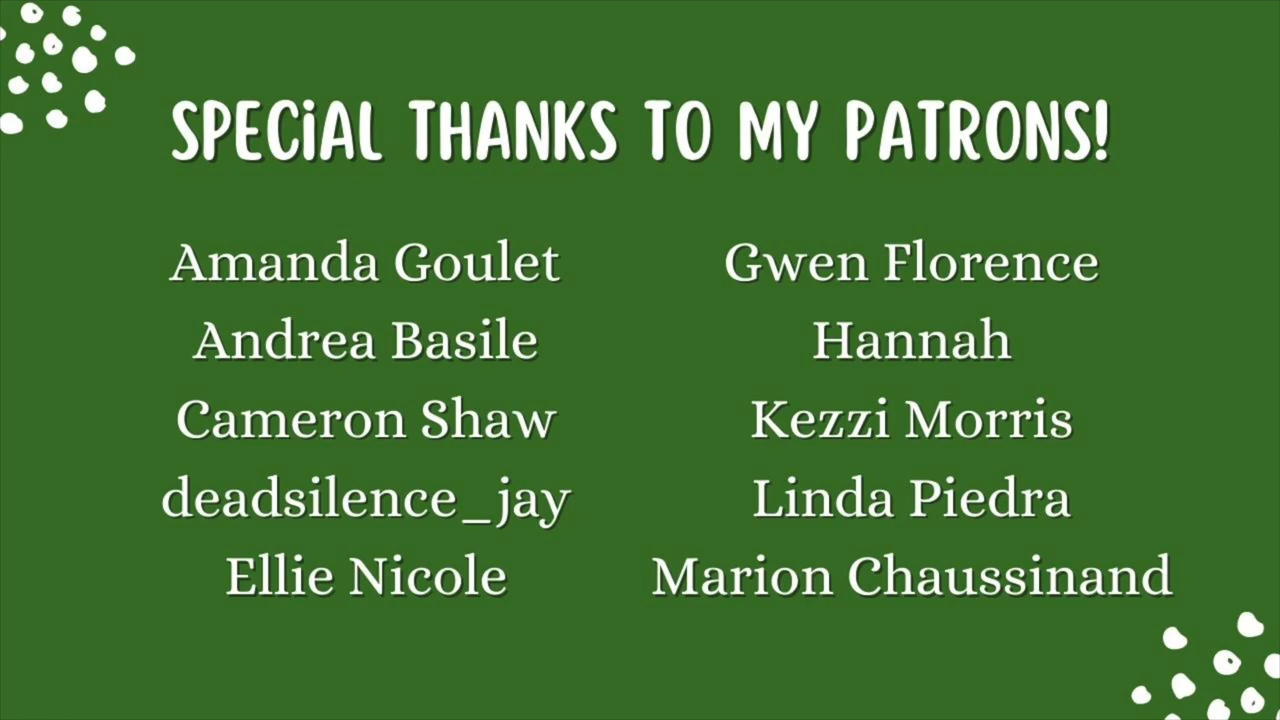 SPECiAL THANKS TO MY PATRONS!
Amanda Goulet
Andrea Basile
Cameron Shaw
deadsilence_jay
Ellie Nicole
Gwen Florence
Hannah
Kezzi Morris
Linda Piedra
Marion Chaussinand